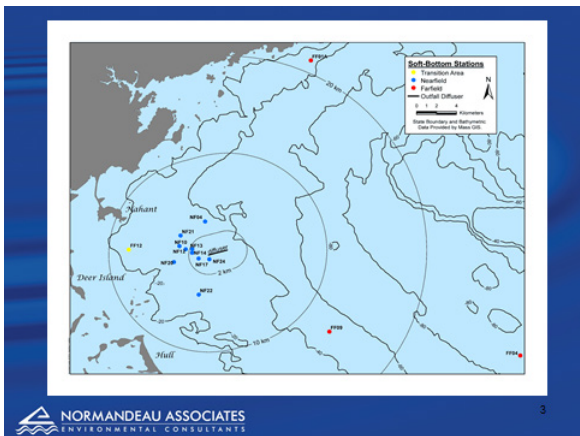 FF01A
Soft-Bottom Stations
Transition Area
Nearfield
Farfield
Outfall Diffuser
N
0 1 2 4
Kilometers
State Boundary and Bathymetric
Data Provided by Mass GIS.
20 km
Nahant
NF04
NF21
FF12
NF13
NF14
diffuser
NF17
NF24
2 km
Deer Island
NF22
10 km
Hull
FF09
FF04
3
NORMANDEAU ASSOCIATES
ENVIRONMENTAL CONSULTANTS